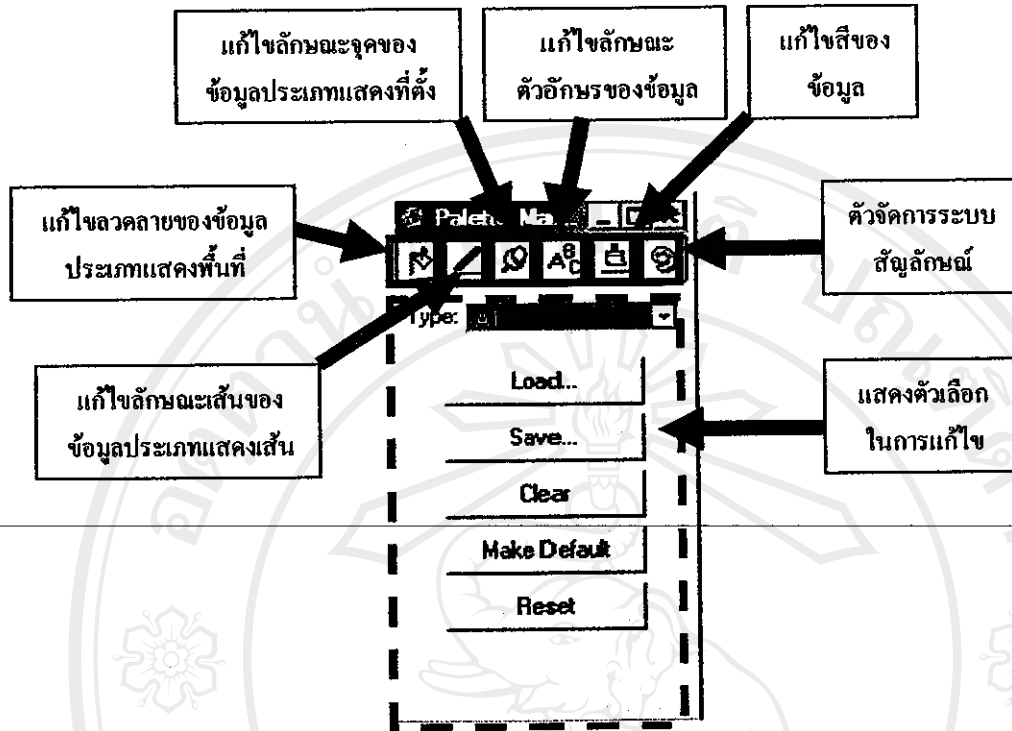 แก้ไขลักษณะจุดของ
ข้อมูลประเภทแสดงที่ตั้ง
แก้ไขลักษณะ
ตัวอักษรของข้อมูล
แก้ไขสีของ
ข้อมูล
แก้ไขลวดลายของข้อมูล
ประเภทแสดงพื้นที่
ตัวจัดการระบบ
สัญลักษณ์
Type:
แก้ไขลักษณะเส้นของ
ข้อมูลประเภทแสดงเส้น
แสดงตัวเลือก
ในการแก้ไข
Load...
Save...
Clear
Make Default
Reset